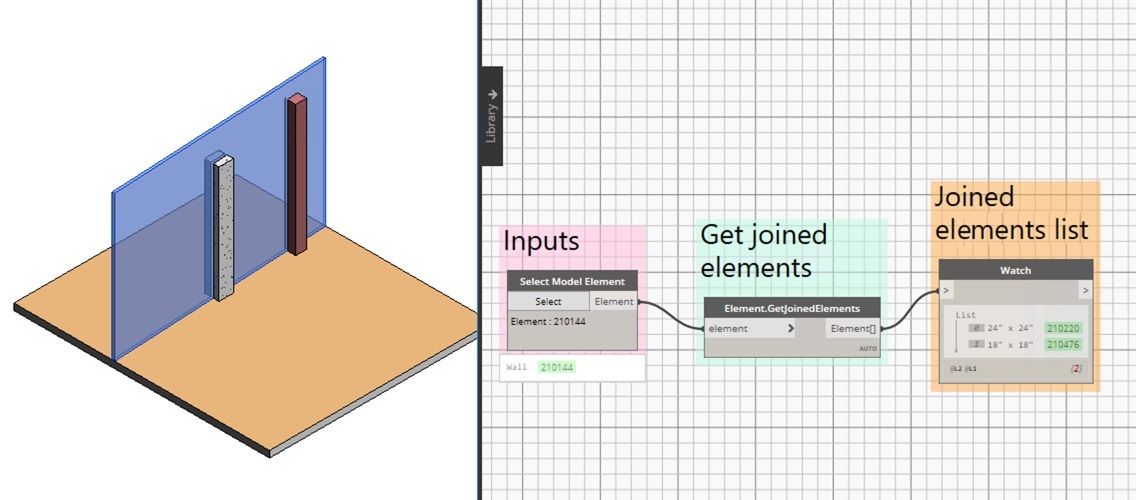 Library
Inputs
Select Model Element
Select Element
Element : 210144
Wall 210144
Get joined
elements
Element.GetJoinedElements
element > Element[]
AUTO
Joined
elements list
Watch
> >
List
0 24" x 24" 210220
1 18" x 18" 210476
@L2 @L1 {2}